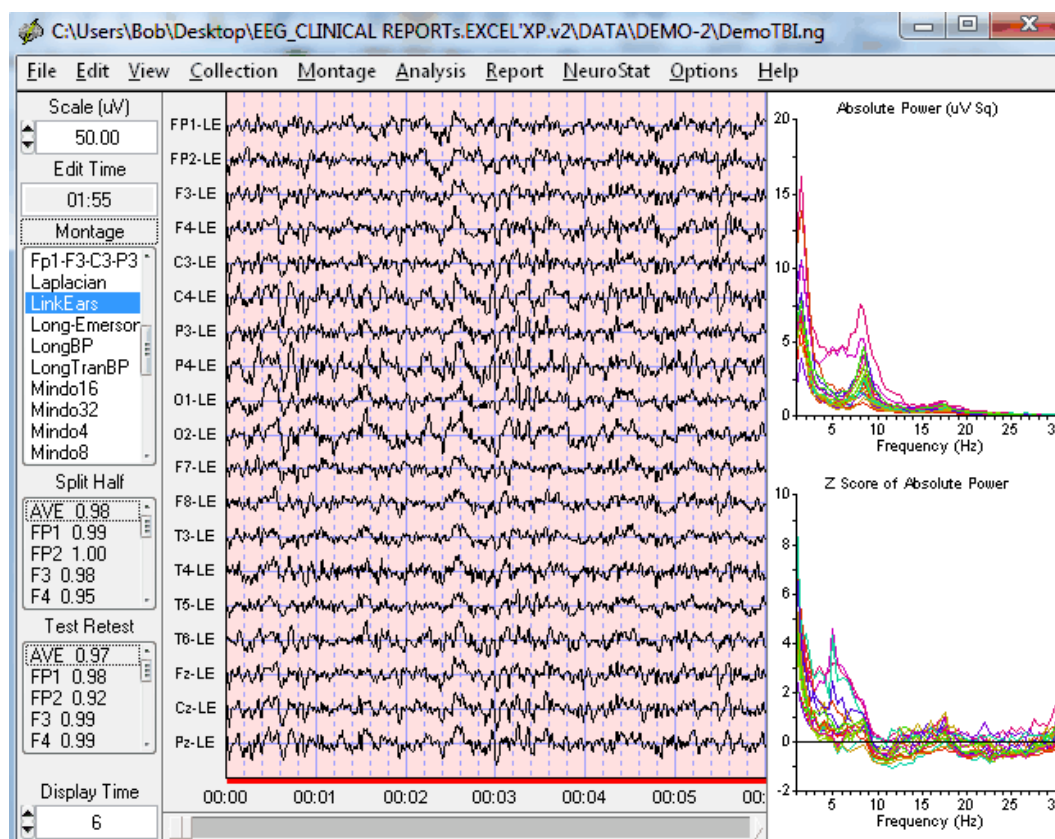 C:\Users\Bob\Desktop\EEG_CLINICAL REPORTs.EXCEL'XP.v2\DATA\DEMO-2\DemoTBI.ng
File Edit View Collection Montage Analysis Report NeuroStat Options Help
Scale (uV)
50.00
Edit Time
01:55
Montage
Fp1-F3-C3-P3
Laplacian
LinkEars
Long-Emerson
LongBP
LongTranBP
Mindo16
Mindo32
Mindo4
Mindo8
Split Half
AVE 0.98
FP1 0.99
FP2 1.00
F3 0.98
F4 0.95
Test Retest
AVE 0.97
FP1 0.98
FP2 0.92
F3 0.99
F4 0.99
Display Time
6
FP1-LE
FP2-LE
F3-LE
F4-LE
C3-LE
C4-LE
P3-LE
P4-LE
O1-LE
O2-LE
F7-LE
F8-LE
T3-LE
T4-LE
T5-LE
T6-LE
Fz-LE
Cz-LE
Pz-LE
00:00 00:01 00:02 00:03 00:04 00:05 00:
Absolute Power (uV Sq)
20
15
10
5
0
5 10 15 20 25 3
Frequency (Hz)
Z Score of Absolute Power
10
8
6
4
2
0
-2
5 10 15 20 25 3
Frequency (Hz)